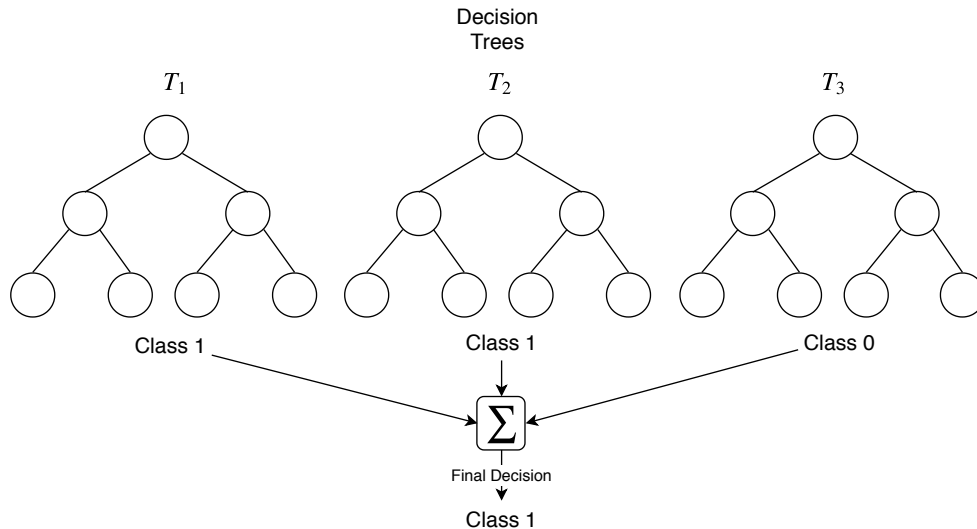 Decision
Trees
T₁ T₂ T₃
Class 1 Class 1 Class 0
Σ
Final Decision
Class 1